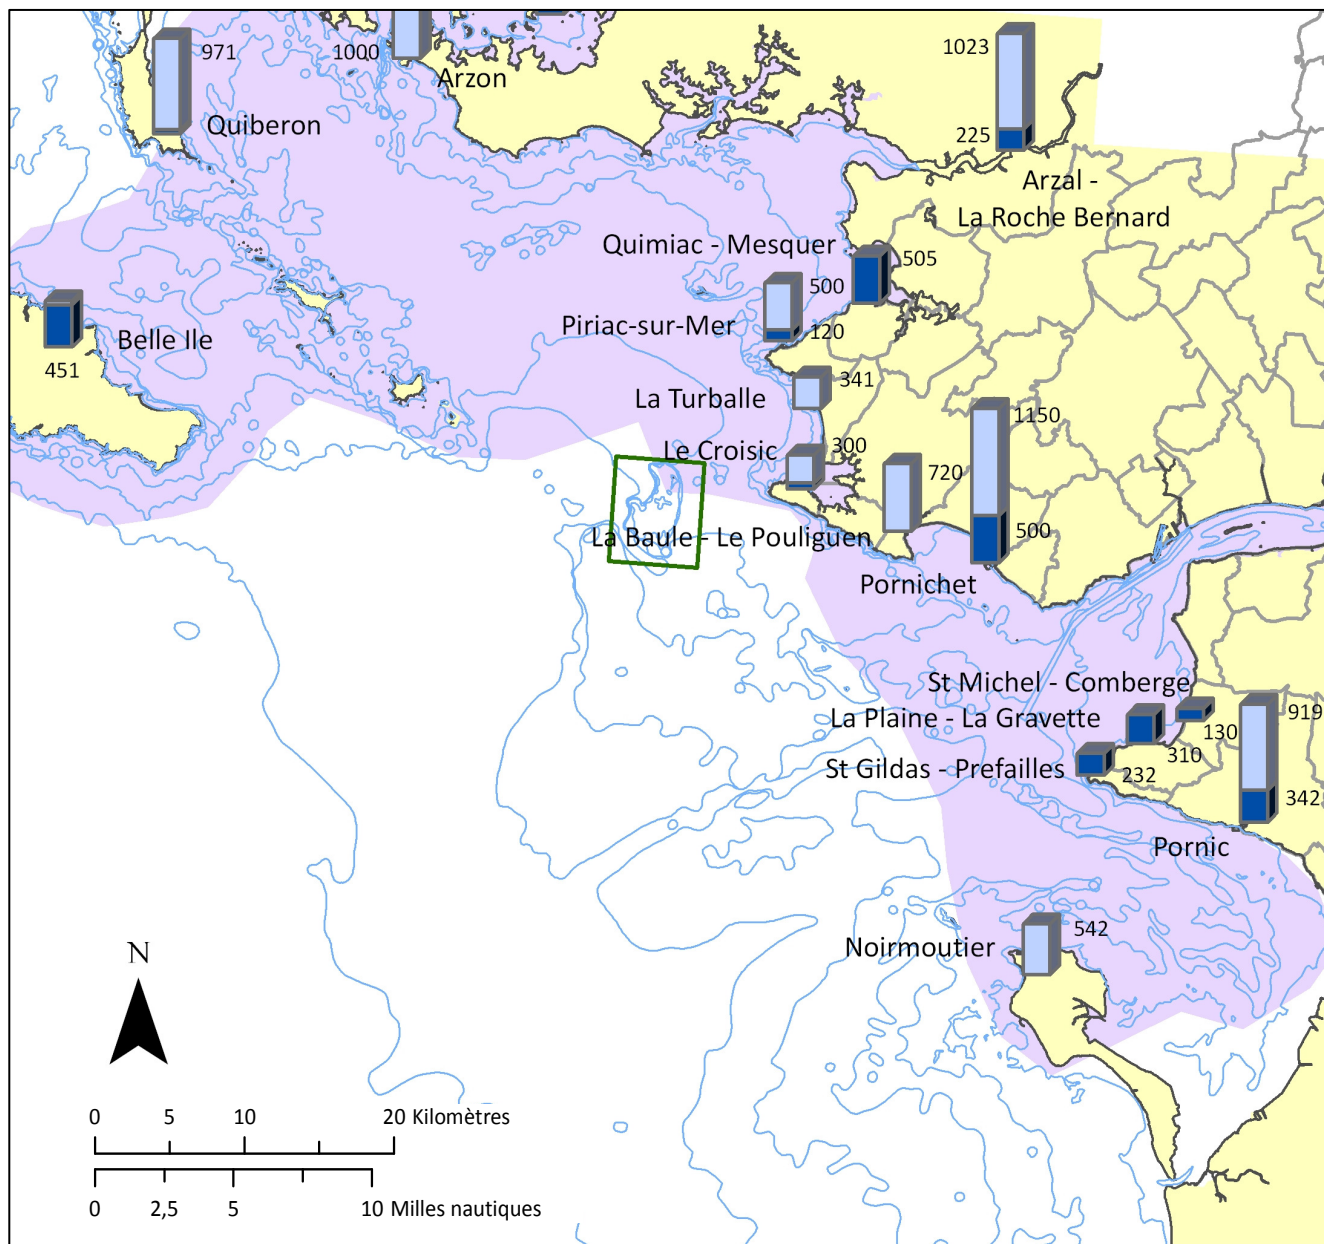 971
1000
1023
Arzon
Quiberon
225
Arzal -
La Roche Bernard
Quimiac - Mesquer
505
500
Piriac-sur-Mer
120
Belle Ile
451
341
La Turballe
1150
300
Le Croisic
720
500
La Baule - Le Pouliguen
Pornichet
St Michel - Comberge
919
La Plaine - La Gravette
130
310
St Gildas - Prefailles
232
342
Pornic
542
Noirmoutier
N
0 5 10 20 Kilomètres
0 2,5 5 10 Milles nautiques